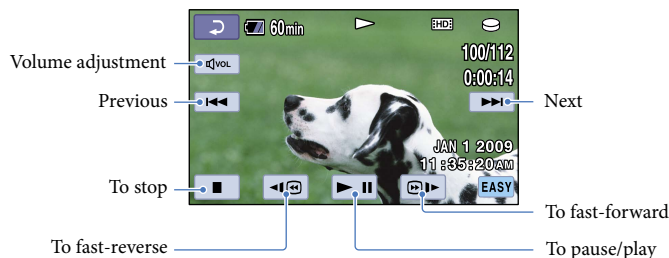 60min
HD
VOL
100/112
0:00:14
Volume adjustment
Previous
Next
JAN 1 2009
11:35:20AM
To stop
EASY
To fast-forward
To fast-reverse
To pause/play